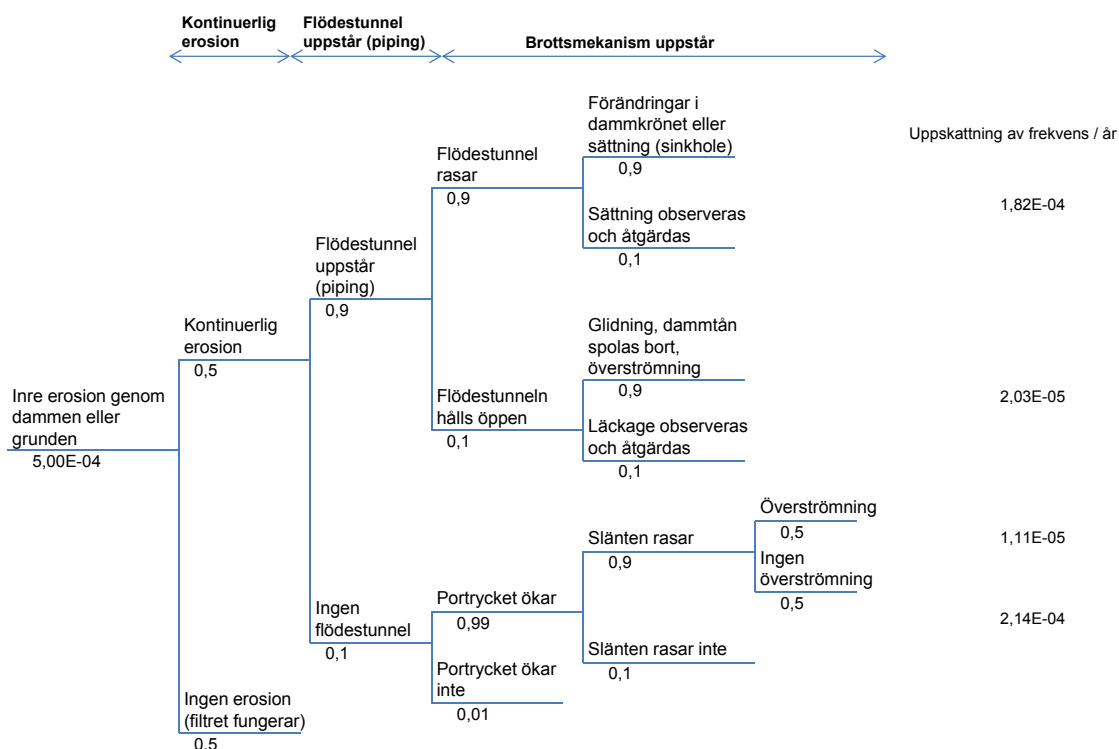 Kontinuerlig
erosion
Flödestunnel
uppstår (piping)
Brottsmekanism uppstår
Uppskattning av frekvens / år
Inre erosion genom
dammen eller
grunden
5,00E-04
Kontinuerlig
erosion
0,5
Ingen erosion
(filtret fungerar)
0,5
Flödestunnel
uppstår
(piping)
0,9
Ingen
flödestunnel
0,1
Flödestunnel
rasar
0,9
Flödestunneln
hålls öppen
0,1
Portrycket ökar
0,99
Portrycket ökar
inte
0,01
Förändringar i
dammkrönet eller
sättning (sinkhole)
0,9
Sättning observeras
och åtgärdas
0,1
Glidning, dammtån
spolas bort,
överströmning
0,9
Läckage observeras
och åtgärdas
0,1
Slänten rasar
0,9
Slänten rasar inte
0,1
Överströmning
0,5
Ingen
överströmning
0,5
1,82E-04
2,03E-05
1,11E-05
2,14E-04